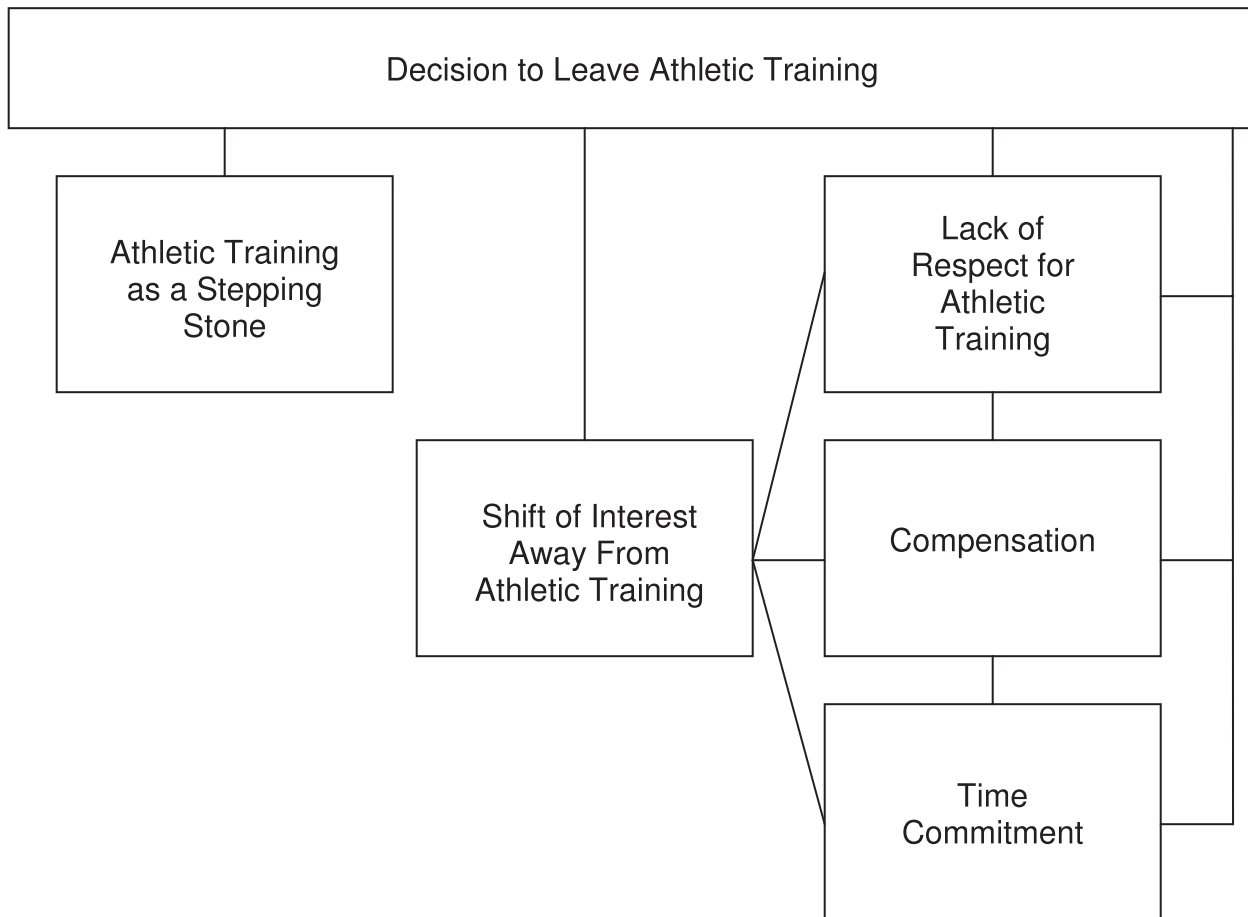 Decision to Leave Athletic Training
Athletic Training
as a Stepping
Stone
Lack of
Respect for
Athletic
Training
Shift of Interest
Away From
Athletic Training
Compensation
Time
Commitment